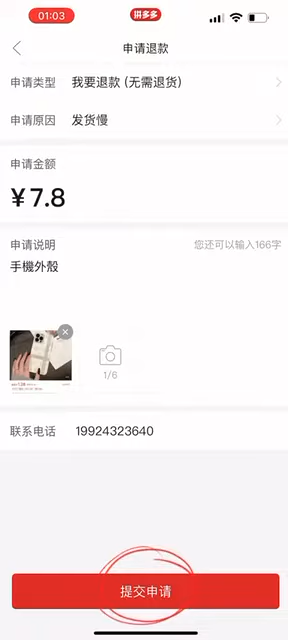 01:03
拼多多
申请退款
申请类型 我要退款 (无需退货)
申请原因 发货慢
申请金额
¥7.8
申请说明 您还可以输入166字
手機外殼
1/6
联系电话 19924323640
提交申请